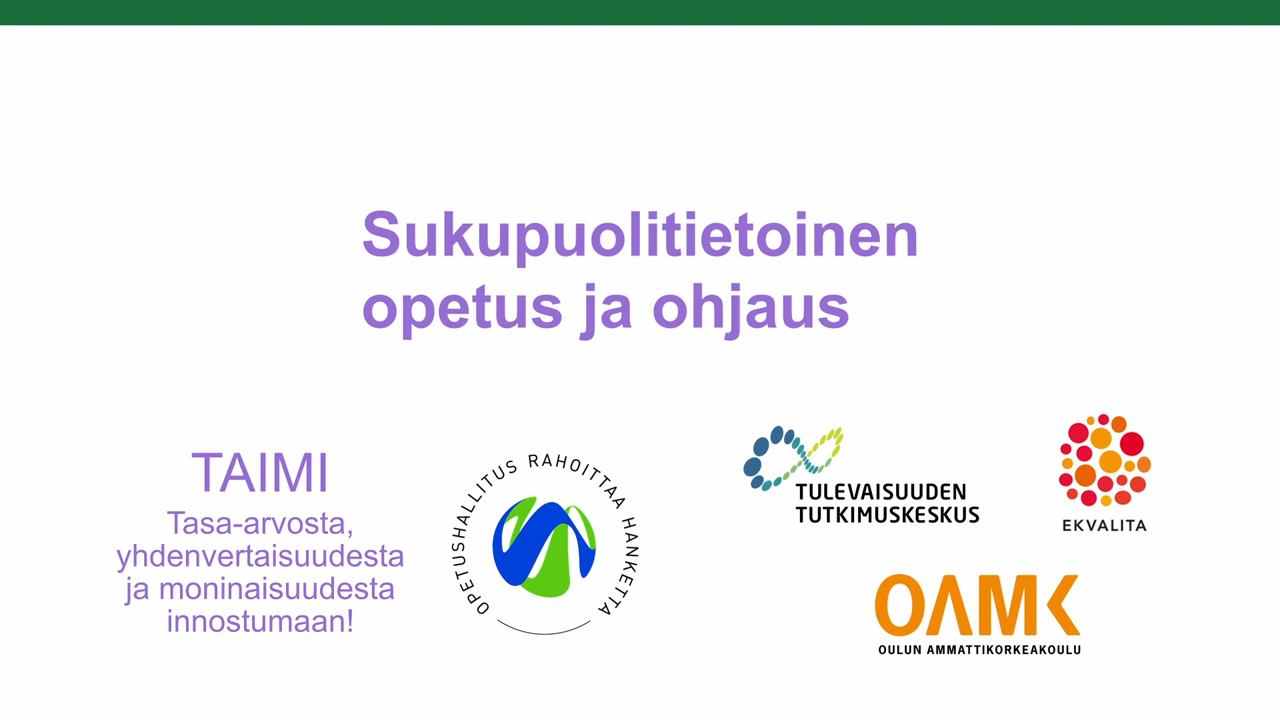 Sukupuolitietoinen
opetus ja ohjaus
TAIMI
Tasa-arvosta,
yhdenvertaisuudesta
ja moninaisuudesta
innostumaan!
OPETUSHALLITUS RAHOITTAA HANKETTA
TULEVAISUUDEN
TUTKIMUSKESKUS
EKVALITA
OAMK
OULUN AMMATTIKORKEAKOULU